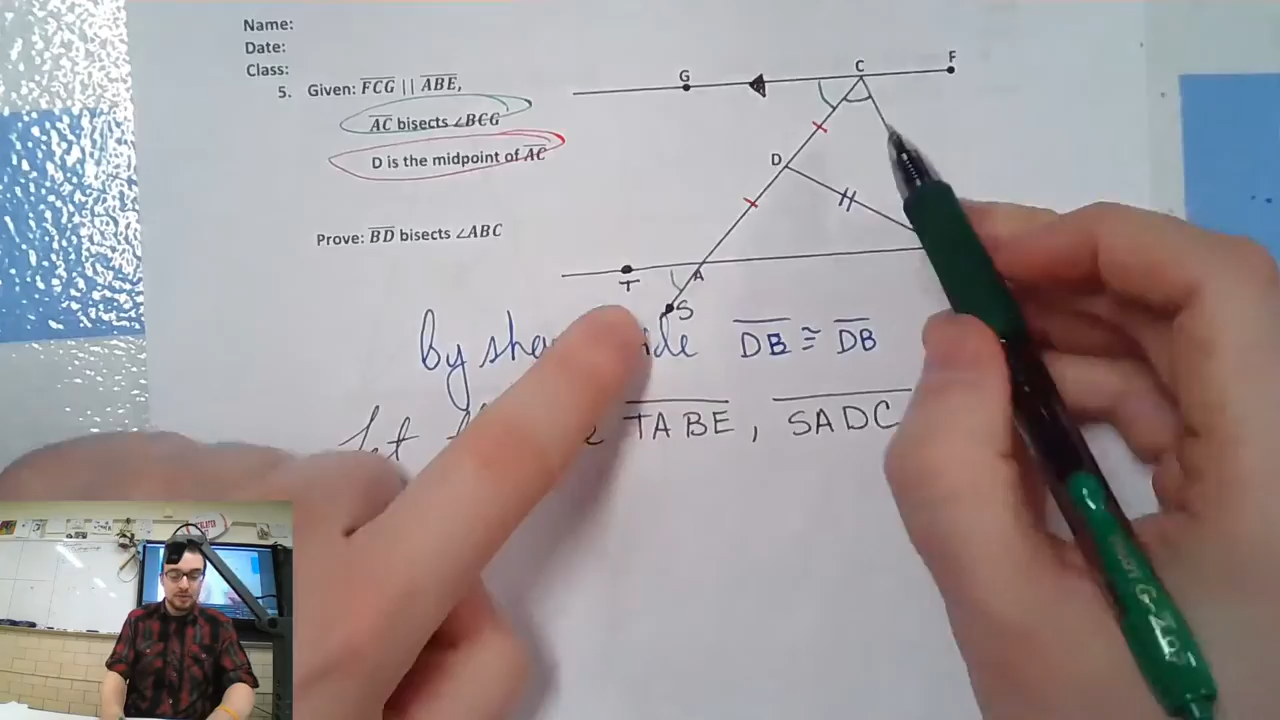 Name:
Date:
Class:
5. Given: FCG || ABE,
AC bisects ∠BCG
D is the midpoint of AC
Prove: BD bisects ∠ABC
G
C
F
D
A
T
S
by DB ≅ DB
Let TABE, SADC